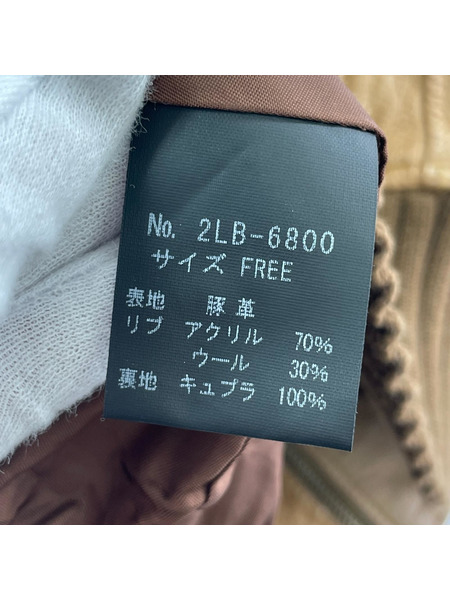 No. 2LB-6800
サイズ FREE
表地 豚革
リブ アクリル 70%
ウール 30%
裏地 キュプラ 100%